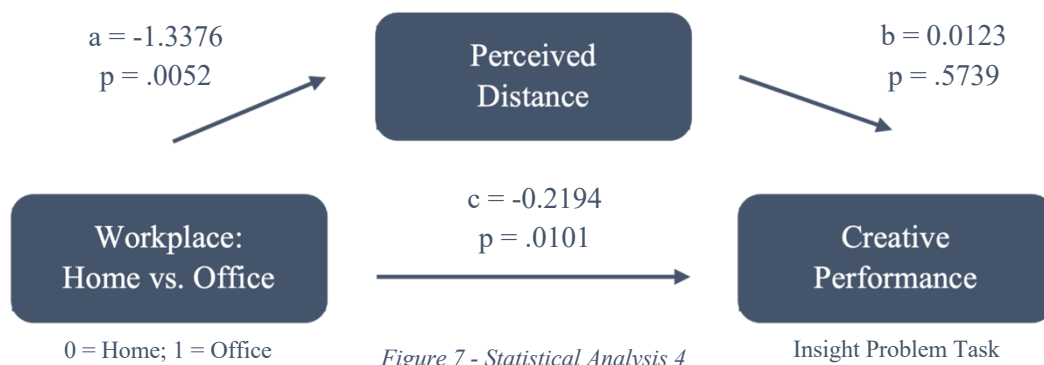 a = -1.3376
p = .0052
Perceived
Distance
b = 0.0123
p = .5739
c = -0.2194
p = .0101
Workplace:
Home vs. Office
Creative
Performance
0 = Home; 1 = Office
Figure 7 - Statistical Analysis 4
Insight Problem Task